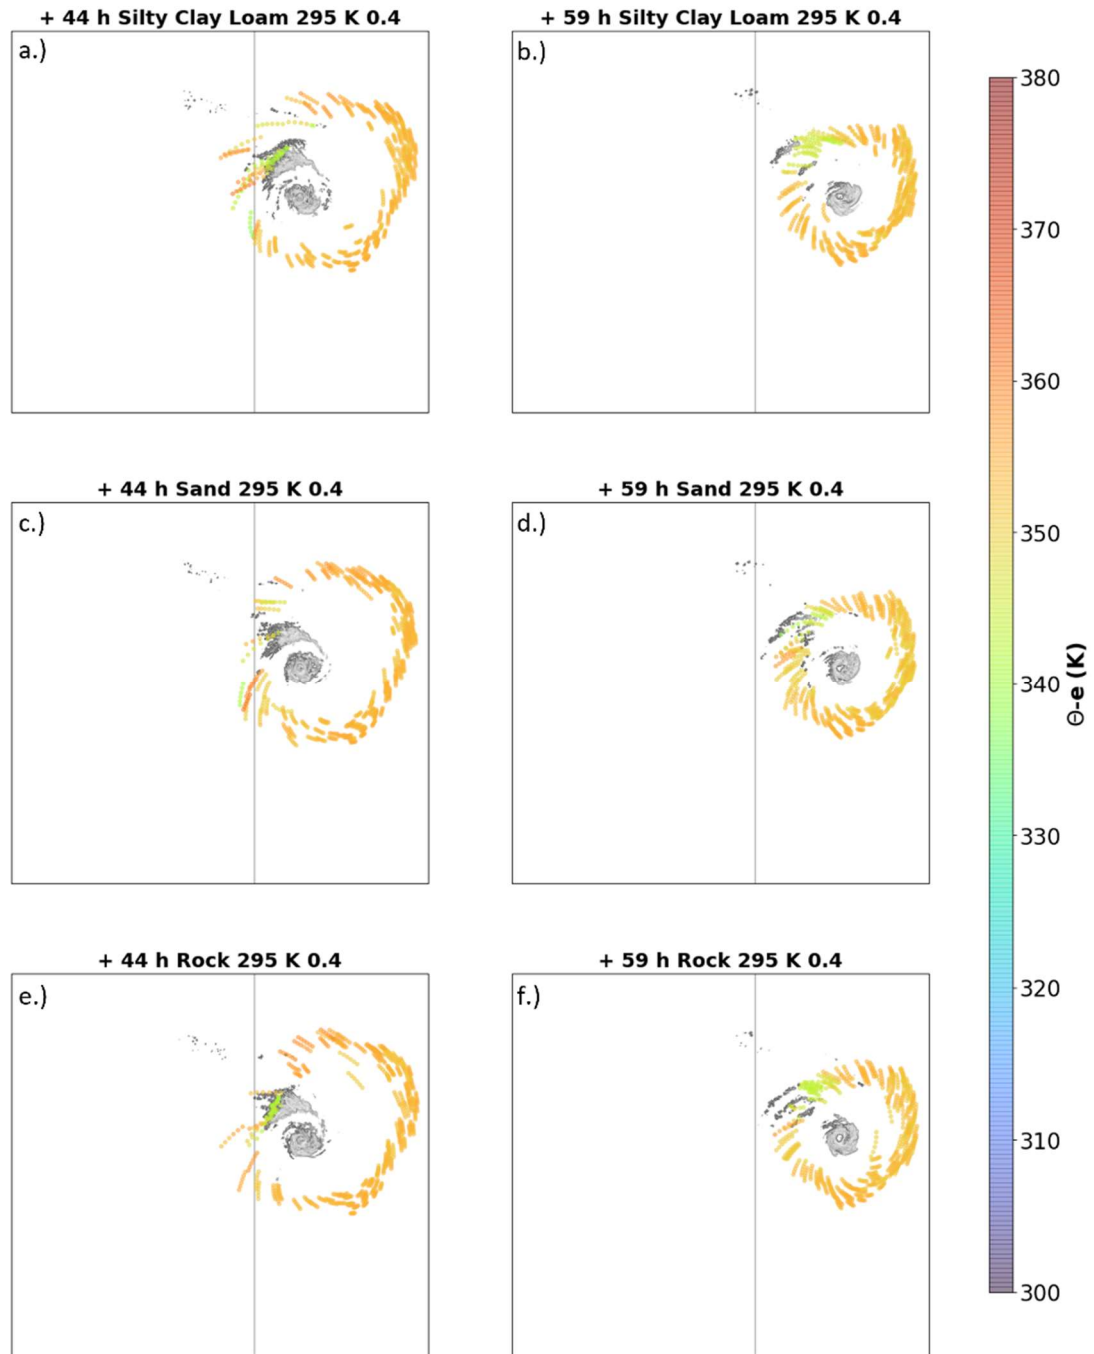 + 44 h Silty Clay Loam 295 K 0.4
+ 59 h Silty Clay Loam 295 K 0.4
a.)
b.)
+ 44 h Sand 295 K 0.4
+ 59 h Sand 295 K 0.4
c.)
d.)
+ 44 h Rock 295 K 0.4
+ 59 h Rock 295 K 0.4
e.)
f.)
380
370
360
350
340
330
320
310
300
Θ-e (K)